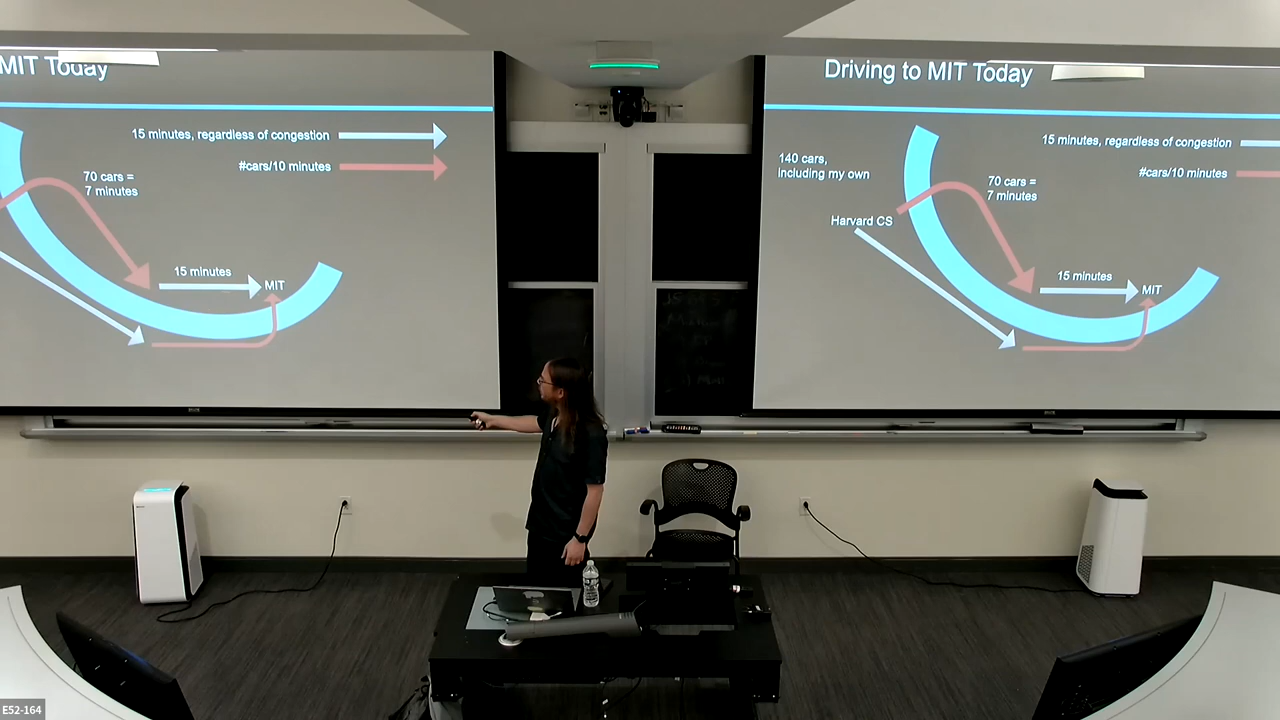 MIT Today
15 minutes, regardless of congestion
#cars/10 minutes
70 cars =
7 minutes
15 minutes
MIT
Driving to MIT Today
15 minutes, regardless of congestion
#cars/10 minutes
140 cars,
including my own
70 cars =
7 minutes
Harvard CS
15 minutes
MIT
E52-164